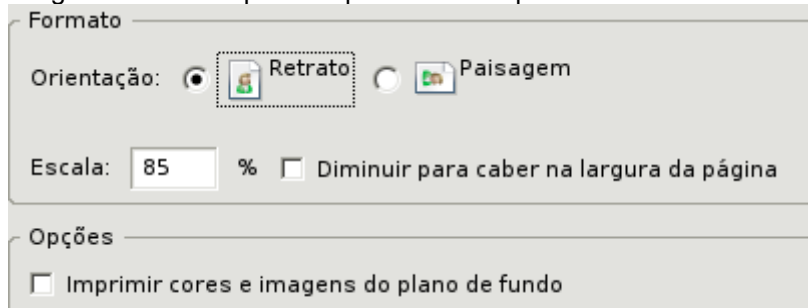 Formato
Orientação: Retrato Paisagem
Escala: 85 % Diminuir para caber na largura da página
Opções
Imprimir cores e imagens do plano de fundo